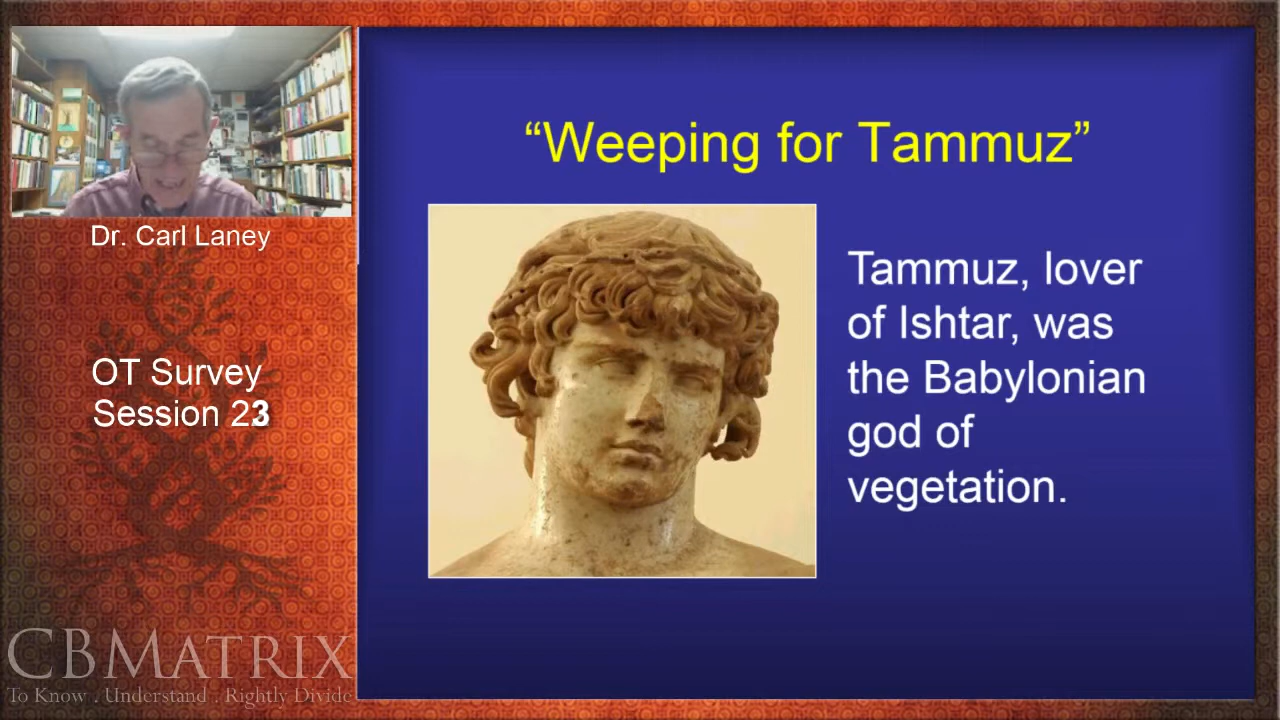 Dr. Carl Laney
OT Survey
Session 23
CBMATRIX
To Know . Understand . Rightly Divide
“Weeping for Tammuz”
Tammuz, lover
of Ishtar, was
the Babylonian
god of
vegetation.